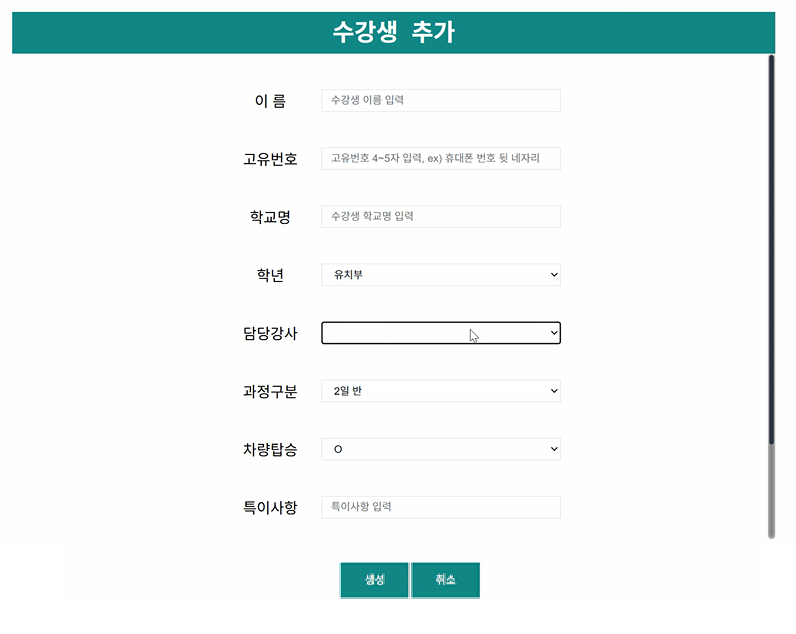 수강생 추가
이 름
수강생 이름 입력
고유번호
고유번호 4~5자 입력, ex) 휴대폰 번호 뒷 네자리
학교명
수강생 학교명 입력
학년
유치부
담당강사
과정구분
2일 반
차량탑승
O
특이사항
특이사항 입력
생성
취소